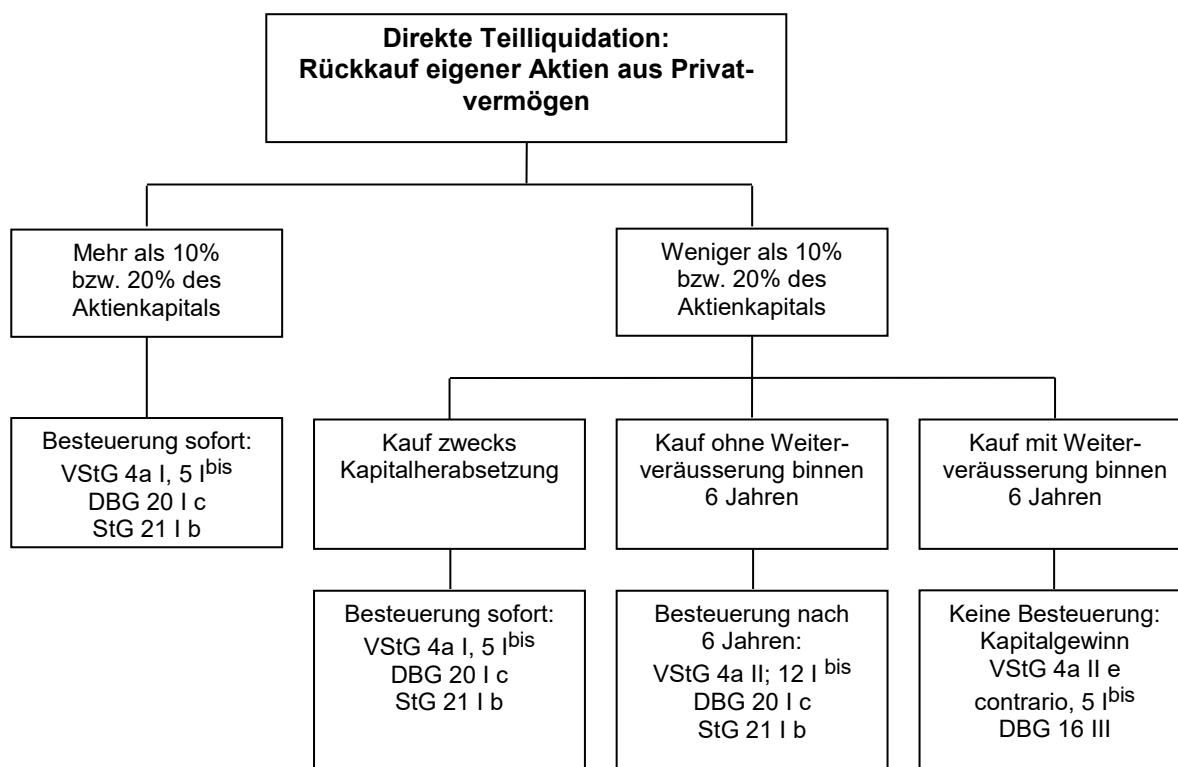 Direkte Teilliquidation:
Rückkauf eigener Aktien aus Privat-
vermögen
Mehr als 10%
bzw. 20% des
Aktienkapitals
Weniger als 10%
bzw. 20% des
Aktienkapitals
Besteuerung sofort:
VStG 4a I, 5 I^bis
DBG 20 I c
StG 21 I b
Kauf zwecks
Kapitalherabsetzung
Kauf ohne Weiter-
veräusserung binnen
6 Jahren
Kauf mit Weiter-
veräusserung binnen
6 Jahren
Besteuerung sofort:
VStG 4a I, 5 I^bis
DBG 20 I c
StG 21 I b
Besteuerung nach
6 Jahren:
VStG 4a II; 12 I ^bis
DBG 20 I c
StG 21 I b
Keine Besteuerung:
Kapitalgewinn
VStG 4a II e
contrario, 5 I^bis
DBG 16 III